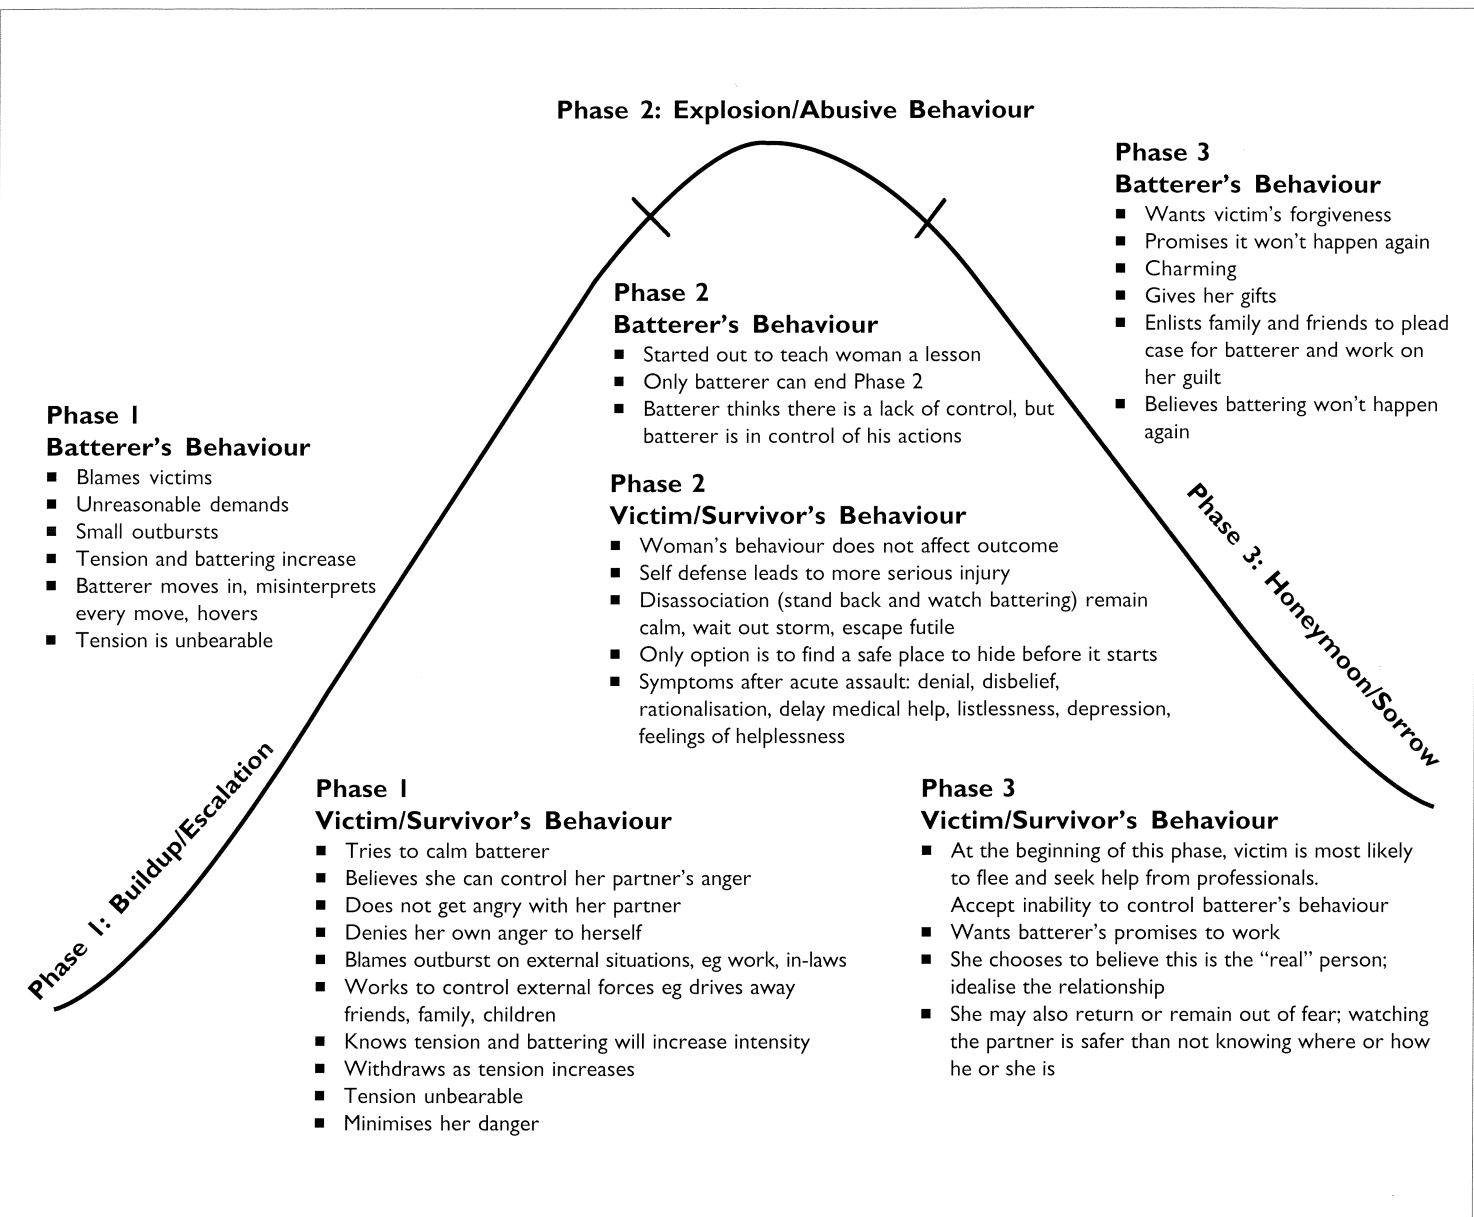 Phase 2: Explosion/Abusive Behaviour
Phase 1: Buildup/Escalation
Phase 1
Batterer's Behaviour
■ Blames victims
■ Unreasonable demands
■ Small outbursts
■ Tension and battering increase
■ Batterer moves in, misinterprets
every move, hovers
■ Tension is unbearable
Phase 1
Victim/Survivor's Behaviour
■ Tries to calm batterer
■ Believes she can control her partner's anger
■ Does not get angry with her partner
■ Denies her own anger to herself
■ Blames outburst on external situations, eg work, in-laws
■ Works to control external forces eg drives away
friends, family, children
■ Knows tension and battering will increase intensity
■ Withdraws as tension increases
■ Tension unbearable
■ Minimises her danger
Phase 2
Batterer's Behaviour
■ Started out to teach woman a lesson
■ Only batterer can end Phase 2
■ Batterer thinks there is a lack of control, but
batterer is in control of his actions
Phase 2
Victim/Survivor's Behaviour
■ Woman's behaviour does not affect outcome
■ Self defense leads to more serious injury
■ Disassociation (stand back and watch battering) remain
calm, wait out storm, escape futile
■ Only option is to find a safe place to hide before it starts
■ Symptoms after acute assault: denial, disbelief,
rationalisation, delay medical help, listlessness, depression,
feelings of helplessness
Phase 3
Batterer's Behaviour
■ Wants victim's forgiveness
■ Promises it won't happen again
■ Charming
■ Gives her gifts
■ Enlists family and friends to plead
case for batterer and work on
her guilt
■ Believes battering won't happen
again
Phase 3: Honeymoon/Sorrow
Phase 3
Victim/Survivor's Behaviour
■ At the beginning of this phase, victim is most likely
to flee and seek help from professionals.
Accept inability to control batterer's behaviour
■ Wants batterer's promises to work
■ She chooses to believe this is the “real” person;
idealise the relationship
■ She may also return or remain out of fear; watching
the partner is safer than not knowing where or how
he or she is